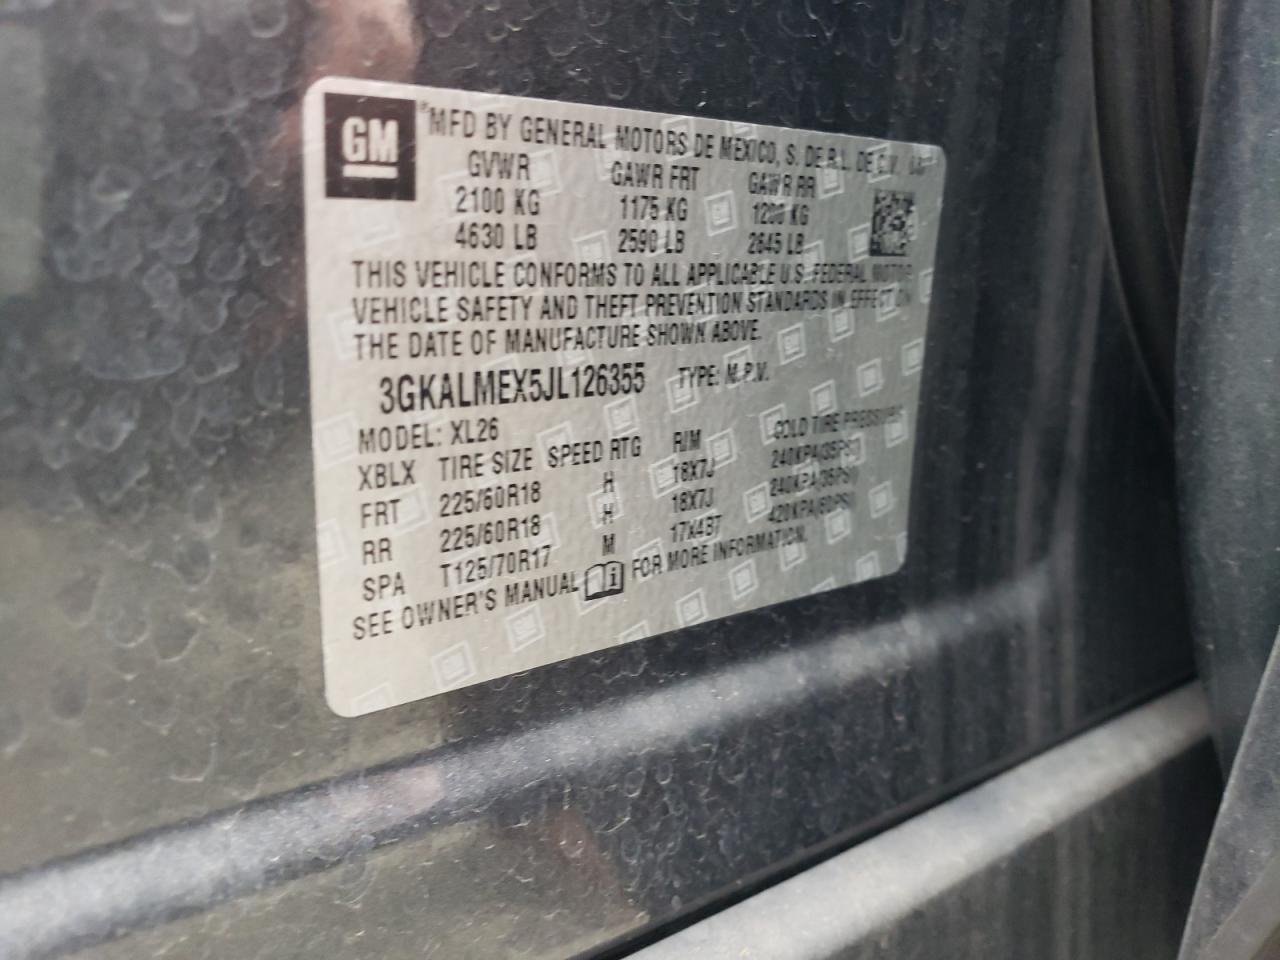 GM
MFD BY GENERAL MOTORS DE MEXICO, S. DE R.L. DE C.V.
GVWR GAWR FRT GAWR RR
2100 KG 1175 KG 1200 KG
4630 LB 2590 LB 2645 LB
THIS VEHICLE CONFORMS TO ALL APPLICABLE U.S. FEDERAL MOTOR
VEHICLE SAFETY AND THEFT PREVENTION STANDARDS IN EFFECT ON
THE DATE OF MANUFACTURE SHOWN ABOVE.
3GKALMEX5JL126355 TYPE: M.P.V.
MODEL: XL26
XBLX TIRE SIZE SPEED RTG RIM COLD TIRE PRESSURE
FRT 225/60R18 H 18X7J 240KPA(35PSI)
RR 225/60R18 H 18X7J 240KPA(35PSI)
SPA T125/70R17 M 17X4B7 420KPA(60PSI)
SEE OWNER'S MANUAL FOR MORE INFORMATION.